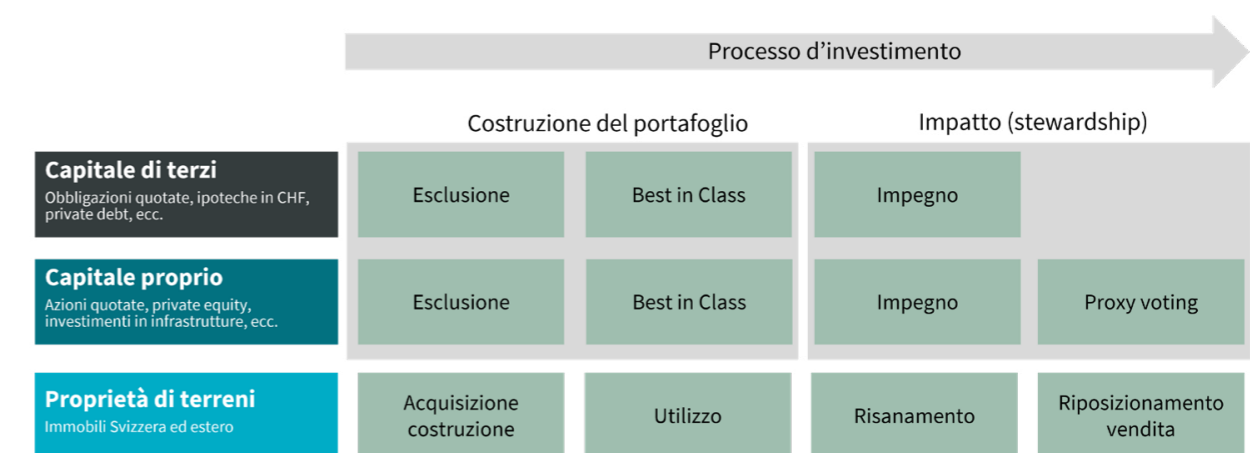 Processo d’investimento
Costruzione del portafoglio
Impatto (stewardship)
Capitale di terzi
Obbligazioni quotate, ipoteche in CHF,
private debt, ecc.
Esclusione
Best in Class
Impegno
Capitale proprio
Azioni quotate, private equity,
investimenti in infrastrutture, ecc.
Esclusione
Best in Class
Impegno
Proxy voting
Proprietà di terreni
Immobili Svizzera ed estero
Acquisizione
costruzione
Utilizzo
Risanamento
Riposizionamento
vendita